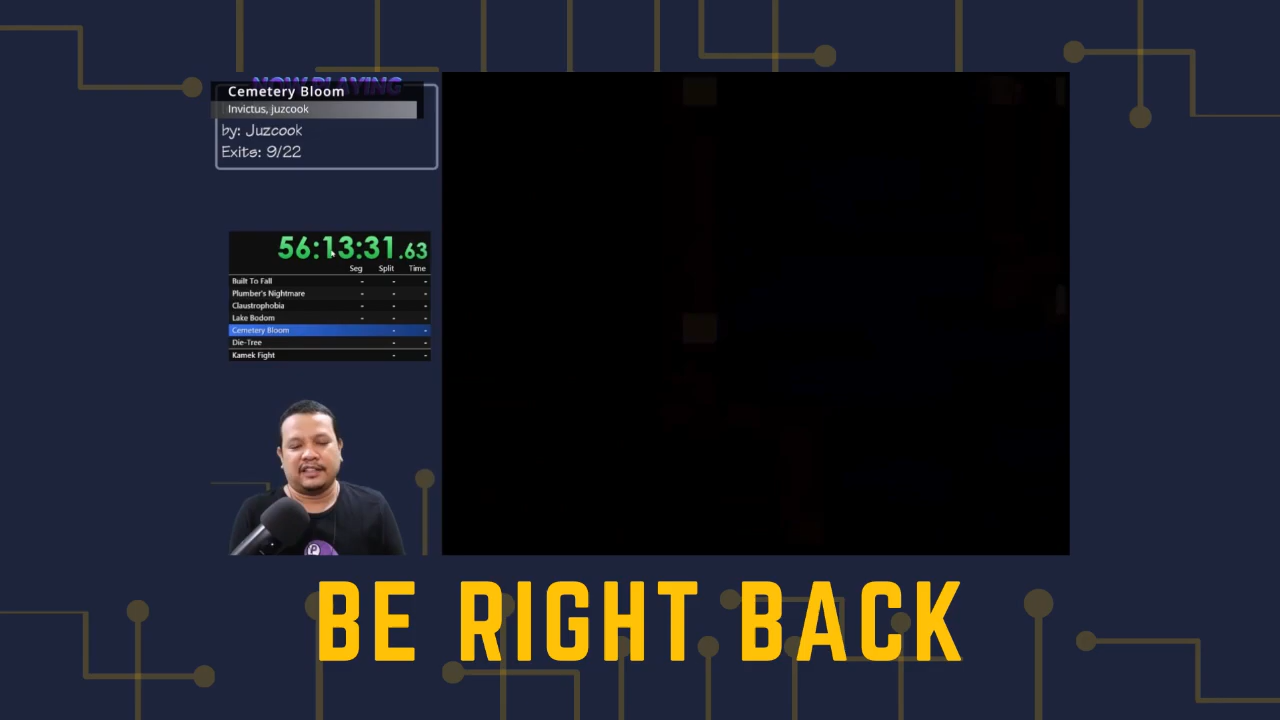 NOW PLAYING
Cemetery Bloom
Invictus, juzcook
by: Juzcook
Exits: 9/22
56:13:31.63
Seg Split Time
Built To Fall - - -
Plumber's Nightmare - - -
Claustrophobia - - -
Lake Bodom - - -
Cemetery Bloom - -
Die-Tree - -
Kamek Fight - -
BE RIGHT BACK